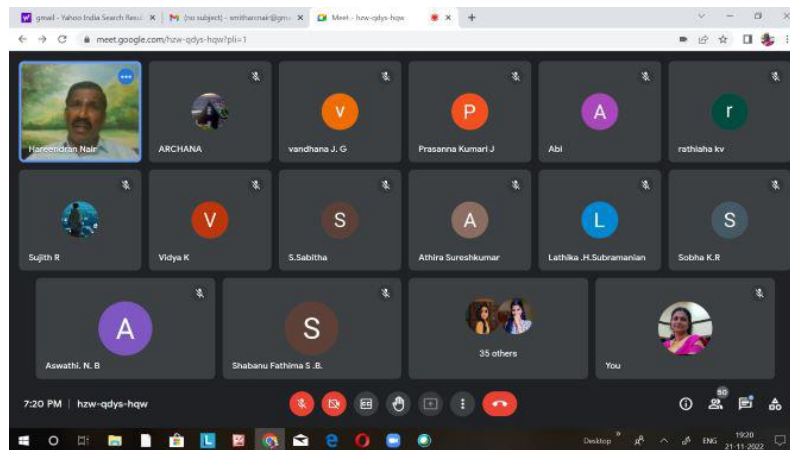 gmail - Yahoo India Search Resul
(no subject) - smitharcnair@gm
Meet - hzw-qdys-hqw
meet.google.com/hzw-qdys-hqw?pli=1
Hareendran Nair
ARCHANA
V
vandhana J. G
P
Prasanna Kumari J
A
Abi
r
rathiaha kv
Sujith R
V
Vidya K
S
S.Sabitha
A
Athira Sureshkumar
L
Lathika .H.Subramanian
S
Sobha K.R
A
Aswathi. N. B
S
Shabanu Fathima S .B.
35 others
You
7:20 PM | hzw-qdys-hqw
50
Desktop
ENG
19:20
21-11-2022